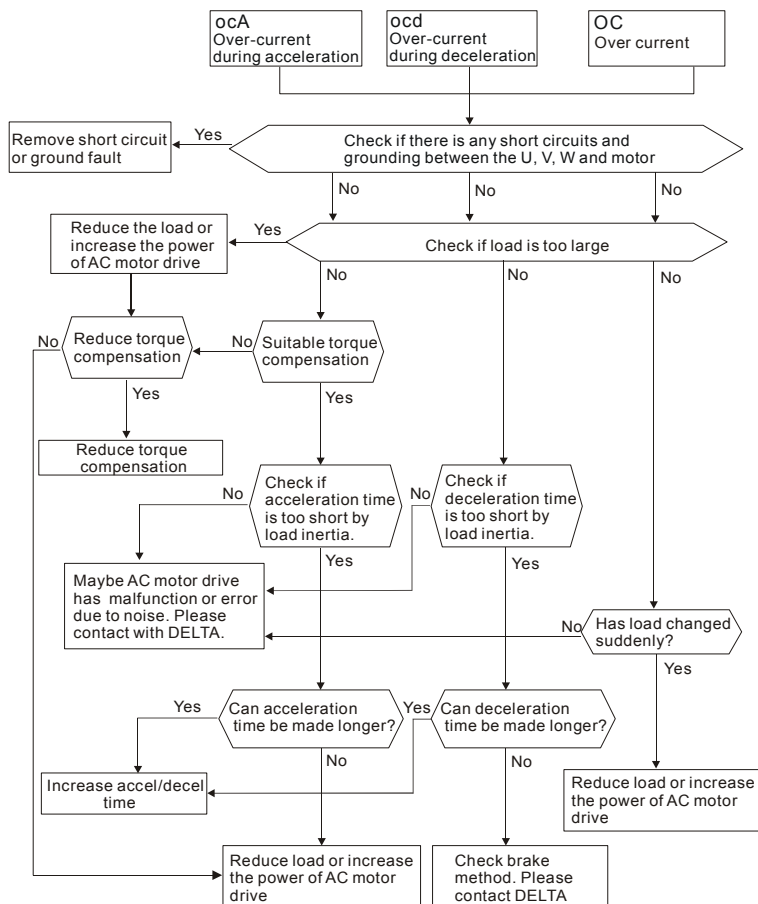 ocA
Over-current
during acceleration
ocd
Over-current
during deceleration
OC
Over current
Remove short circuit
or ground fault
Yes
Check if there is any short circuits and
grounding between the U, V, W and motor
No
No
No
Reduce the load or
increase the power
of AC motor drive
Yes
Check if load is too large
No
No
No
No
Reduce torque
compensation
No
Suitable torque
compensation
Yes
Yes
Reduce torque
compensation
No
Check if
acceleration time
is too short by
load inertia.
No
Check if
deceleration time
is too short by
load inertia.
Yes
Yes
Maybe AC motor drive
has malfunction or error
due to noise. Please
contact with DELTA.
No
Has load changed
suddenly?
Yes
Yes
Can acceleration
time be made longer?
Yes
Can deceleration
time be made longer?
No
No
Increase accel/decel
time
Reduce load or increase
the power of AC motor
drive
Reduce load or increase
the power of AC motor
drive
Check brake
method. Please
contact DELTA